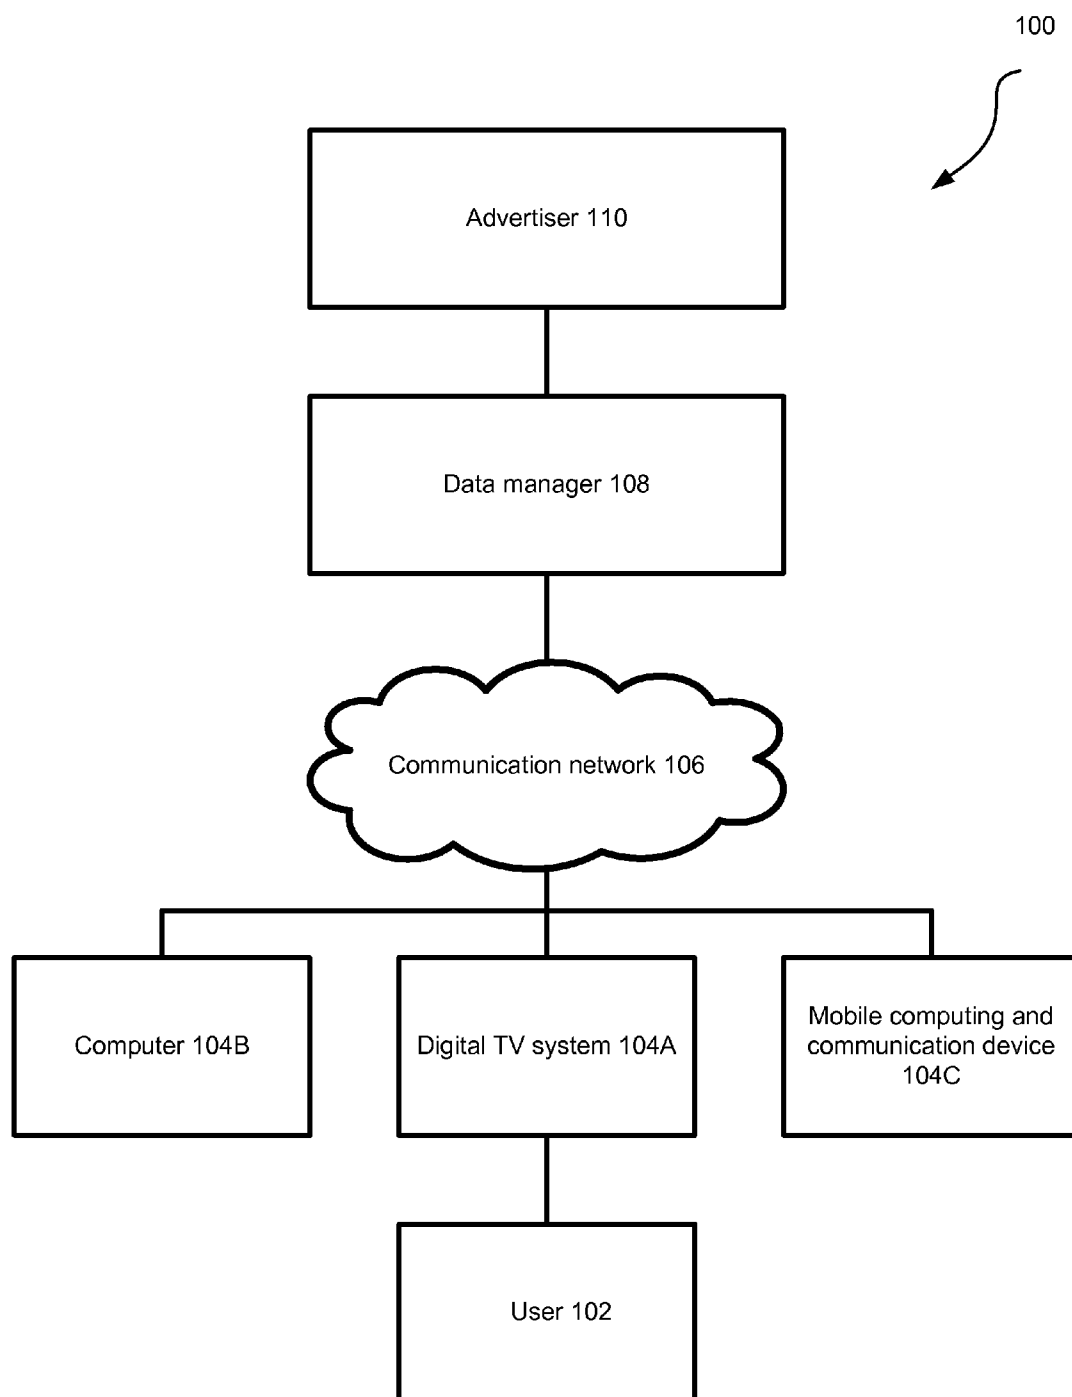 100
Advertiser 110
Data manager 108
Communication network 106
Computer 104B
Digital TV system 104A
Mobile computing and
communication device
104C
User 102